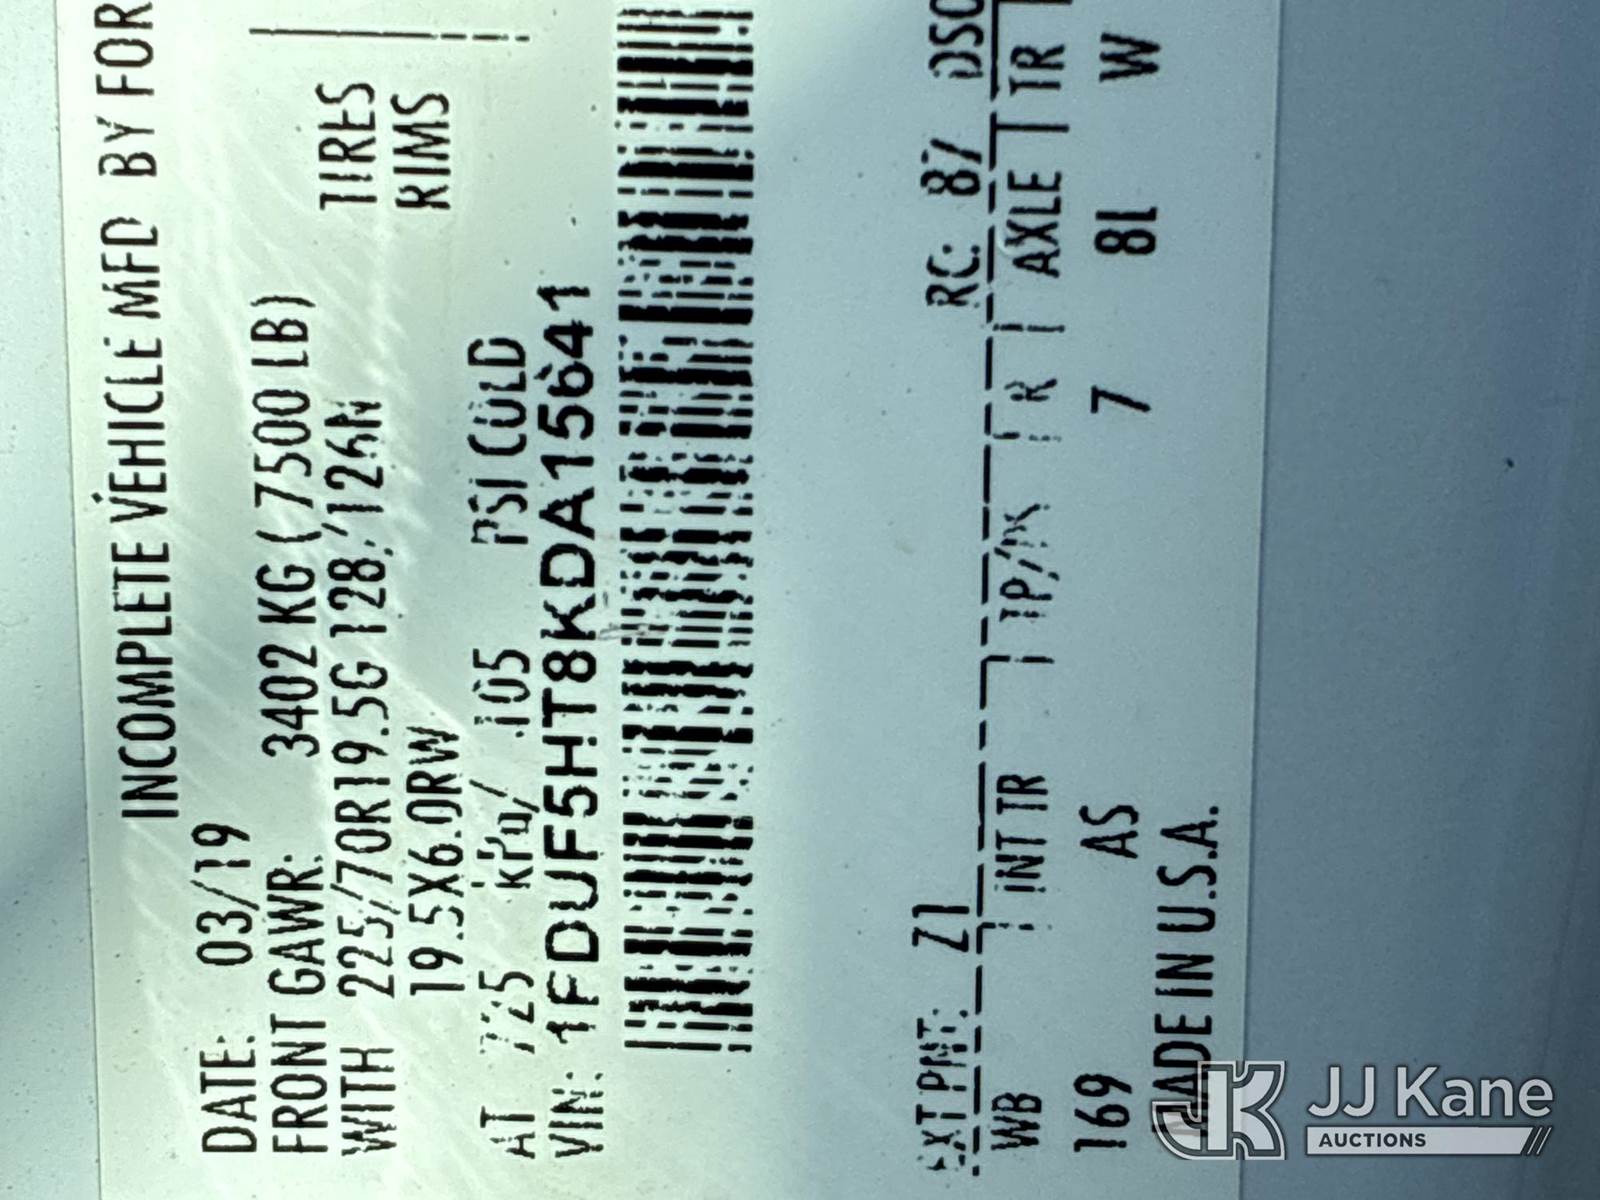 INCOMPLETE VEHICLE MFD BY FOR
DATE: 03/19
FRONT GAWR: 3402 KG ( 7500 LB)
WITH 225/70R19.5G 128/126N TIRES
19.5X6.0RW RIMS
AT 725 kPa/ 105 PSI COLD
VIN: 1FDUF5HT8KDA15641
EXT PNT: Z1 RC: 87 DSO
WB INT TR TP/PS R AXLE TR
169 AS 7 8L W
MADE IN U.S.A.
JJ Kane
AUCTIONS